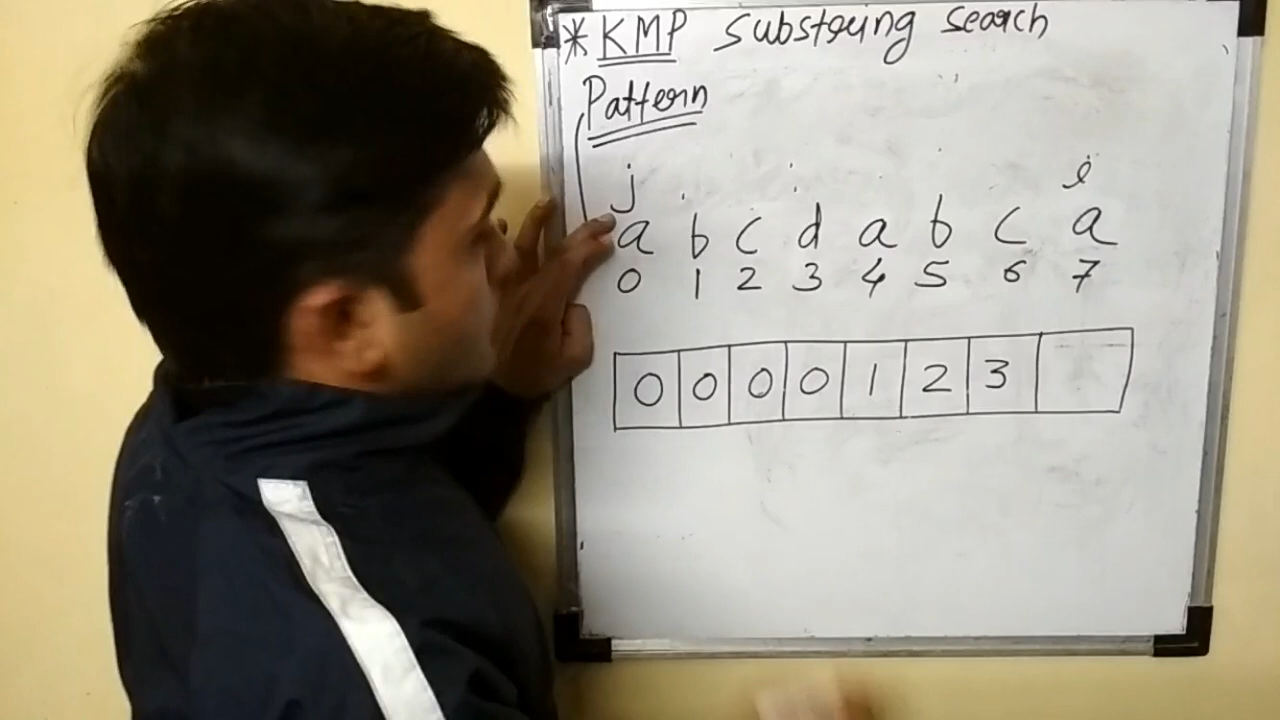 * KMP Substring Search
Pattern
j i
a b c d a b c a
0 1 2 3 4 5 6 7
0 0 0 0 1 2 3